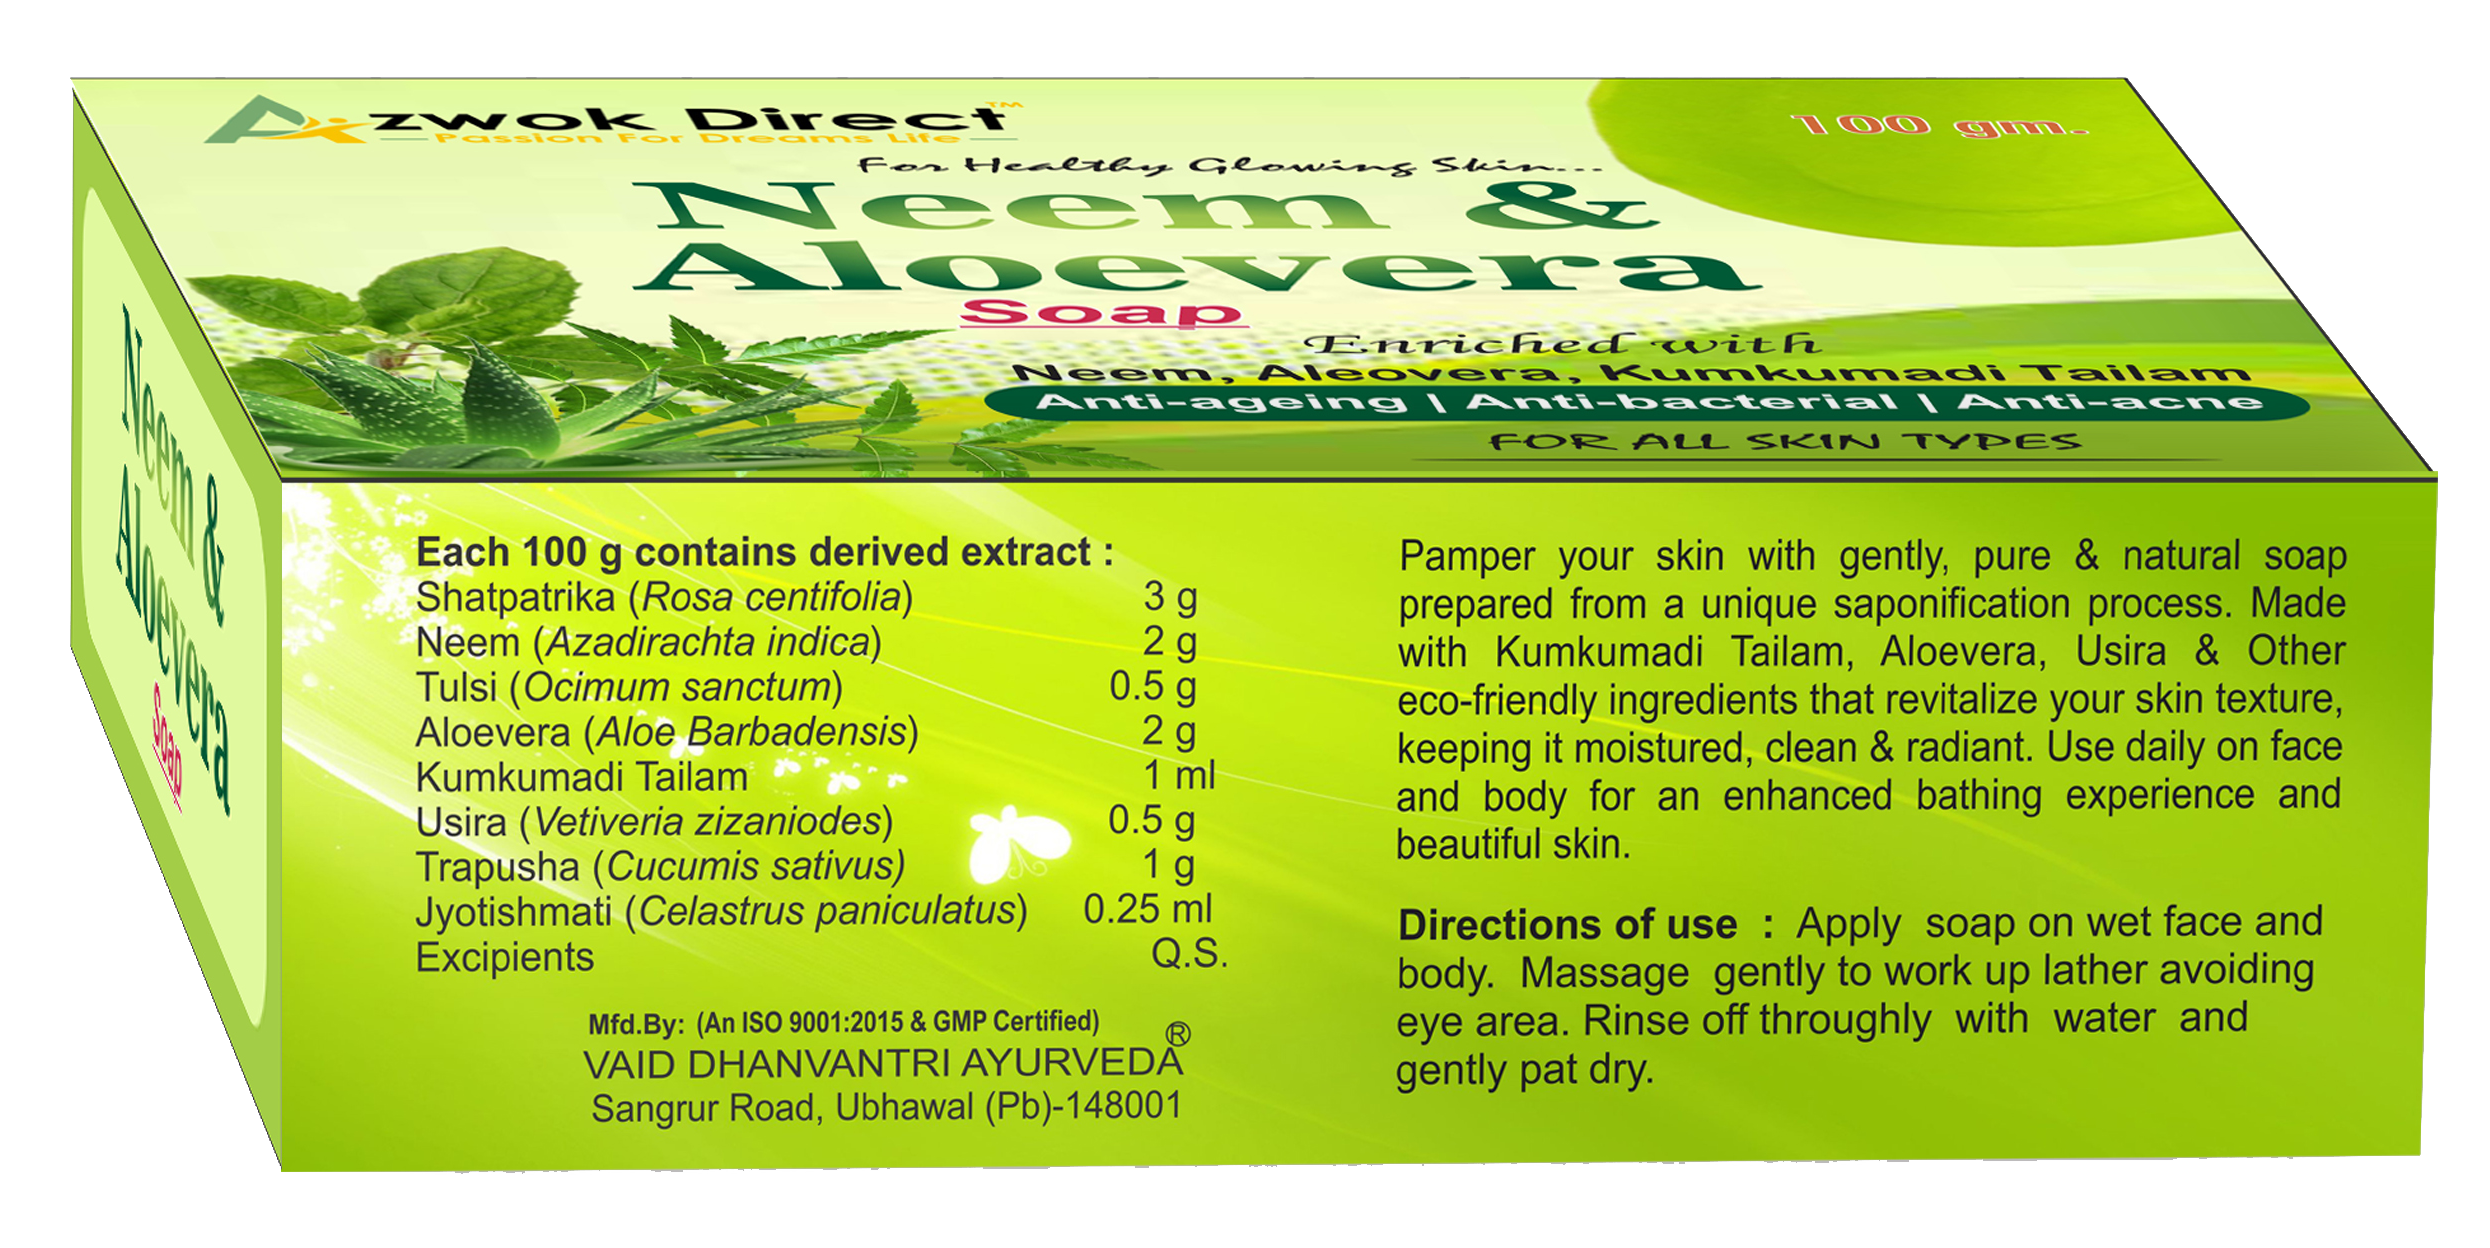 Azwok Direct™
Passion For Dreams Life
100 gm.
For Healthy Glowing Skin...
Neem &
Aloevera
Soap
Enriched with
Neem, Aleovera, Kumkumadi Tailam
Anti-ageing | Anti-bacterial | Anti-acne
FOR ALL SKIN TYPES
Neem &
Aloevera
Soap
Each 100 g contains derived extract :
Shatpatrika (Rosa centifolia) 3 g
Neem (Azadirachta indica) 2 g
Tulsi (Ocimum sanctum) 0.5 g
Aloevera (Aloe Barbadensis) 2 g
Kumkumadi Tailam 1 ml
Usira (Vetiveria zizaniodes) 0.5 g
Trapusha (Cucumis sativus) 1 g
Jyotishmati (Celastrus paniculatus) 0.25 ml
Excipients Q.S.
Mfd.By: (An ISO 9001:2015 & GMP Certified)
VAID DHANVANTRI AYURVEDA®
Sangrur Road, Ubhawal (Pb)-148001
Pamper your skin with gently, pure & natural soap
prepared from a unique saponification process. Made
with Kumkumadi Tailam, Aloevera, Usira & Other
eco-friendly ingredients that revitalize your skin texture,
keeping it moistured, clean & radiant. Use daily on face
and body for an enhanced bathing experience and
beautiful skin.
Directions of use : Apply soap on wet face and
body. Massage gently to work up lather avoiding
eye area. Rinse off throughly with water and
gently pat dry.